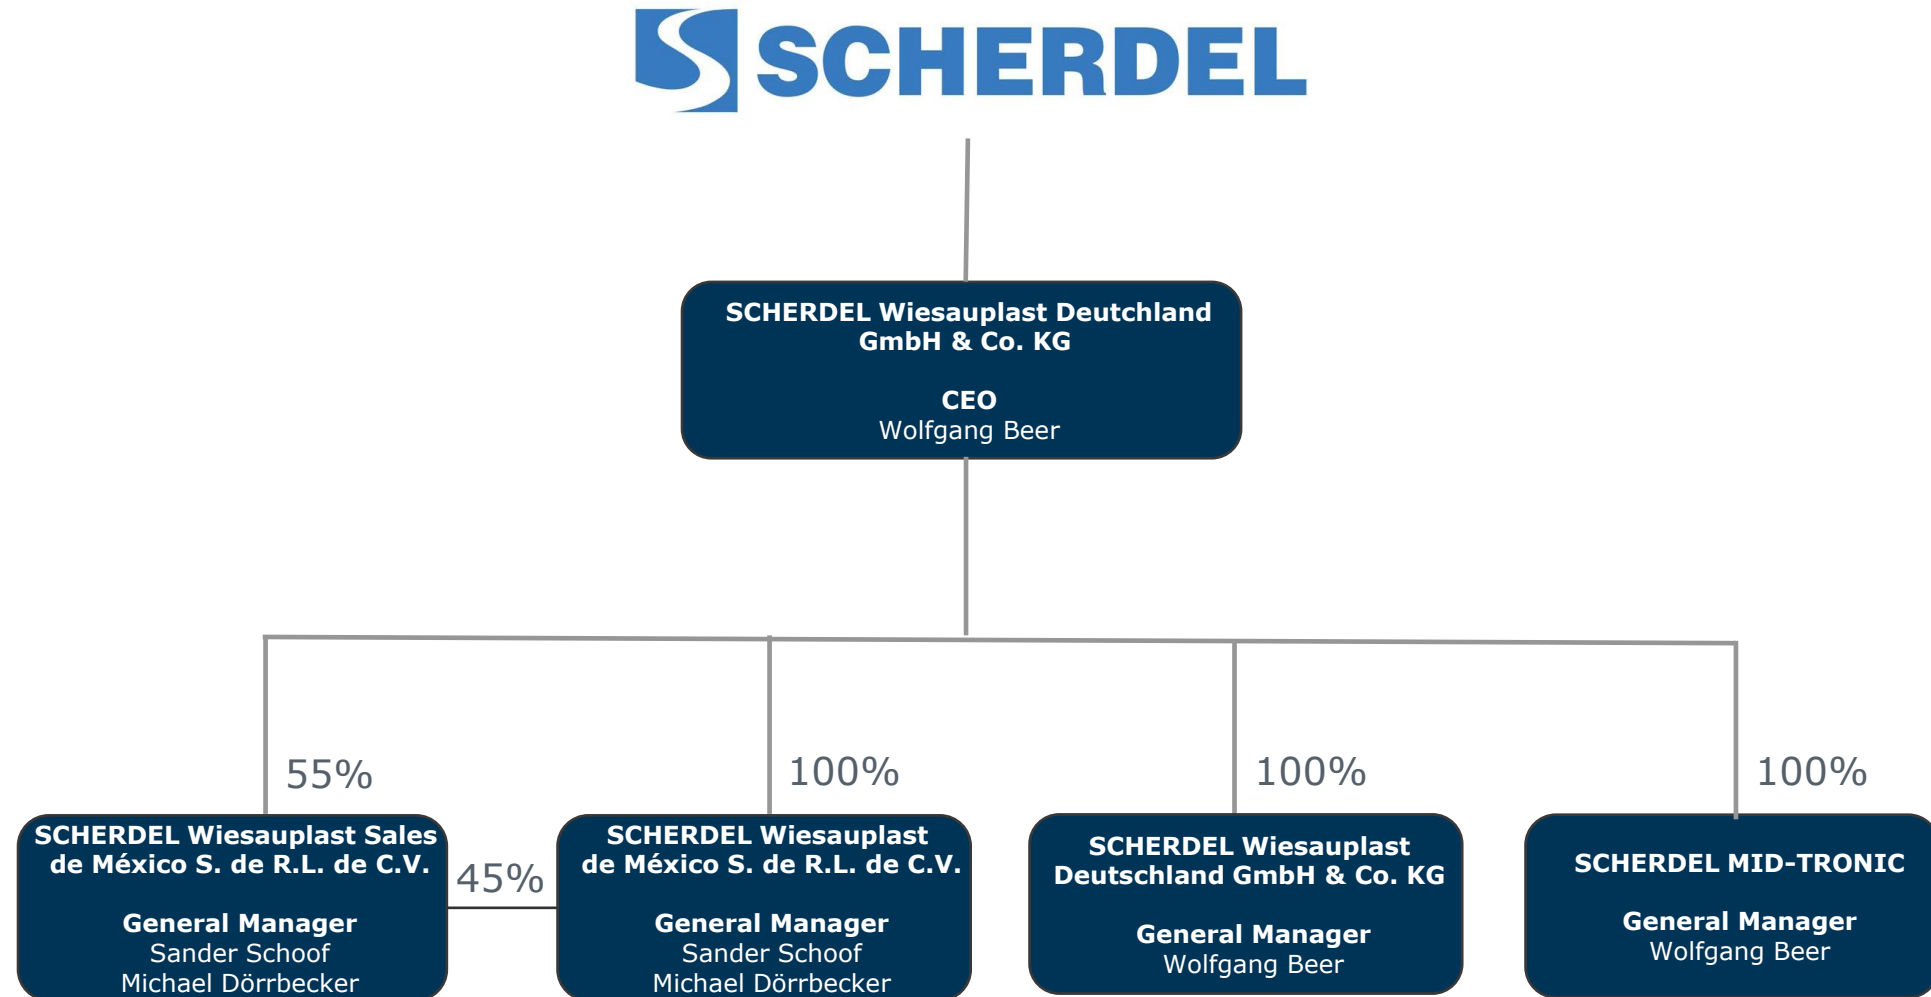 SCHERDEL
SCHERDEL Wiesauplast Deutchland
GmbH & Co. KG
CEO
Wolfgang Beer
55%
100%
100%
100%
SCHERDEL Wiesauplast Sales
de México S. de R.L. de C.V.
General Manager
Sander Schoof
Michael Dörrbecker
45%
SCHERDEL Wiesauplast
de México S. de R.L. de C.V.
General Manager
Sander Schoof
Michael Dörrbecker
SCHERDEL Wiesauplast
Deutschland GmbH & Co. KG
General Manager
Wolfgang Beer
SCHERDEL MID-TRONIC
General Manager
Wolfgang Beer